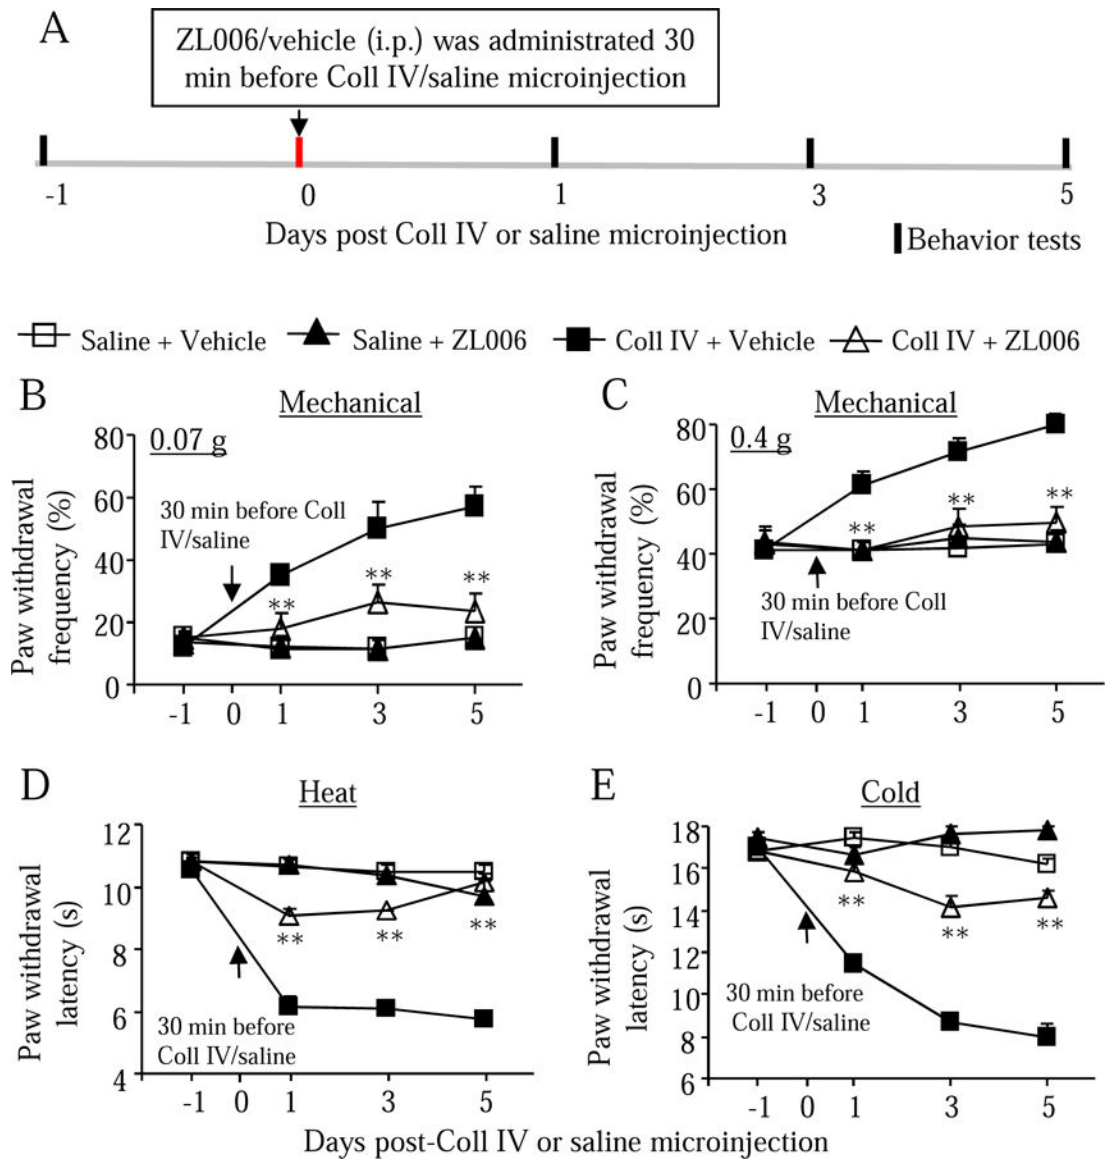 A
ZL006/vehicle (i.p.) was administrated 30
min before Coll IV/saline microinjection
-1 0 1 3 5
Days post Coll IV or saline microinjection
Behavior tests
Saline + Vehicle Saline + ZL006 Coll IV + Vehicle Coll IV + ZL006
B
Mechanical
0.07 g
Paw withdrawal
frequency (%)
80
60
40
20
0
30 min before Coll
IV/saline
**
**
**
-1 0 1 3 5
C
Mechanical
0.4 g
Paw withdrawal
frequency (%)
80
60
40
20
0
**
**
**
30 min before Coll
IV/saline
-1 0 1 3 5
D
Heat
Paw withdrawal
latency (s)
12
10
8
6
4
**
**
**
30 min before
Coll IV/saline
-1 0 1 3 5
E
Cold
Paw withdrawal
latency (s)
18
16
14
12
10
8
6
**
**
**
30 min before
Coll IV/saline
-1 0 1 3 5
Days post-Coll IV or saline microinjection